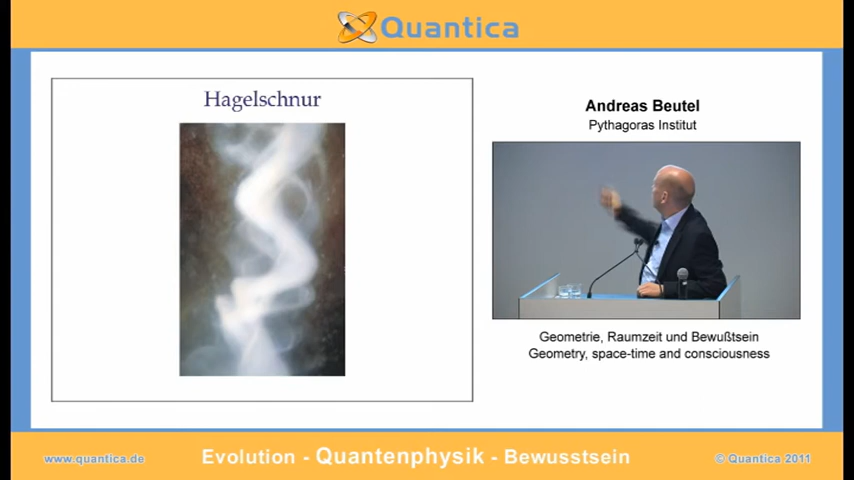 Quantica
Hagelschnur
Andreas Beutel
Pythagoras Institut
Geometrie, Raumzeit und Bewußtsein
Geometry, space-time and consciousness
www.quantica.de
Evolution - Quantenphysik - Bewusstsein
© Quantica 2011